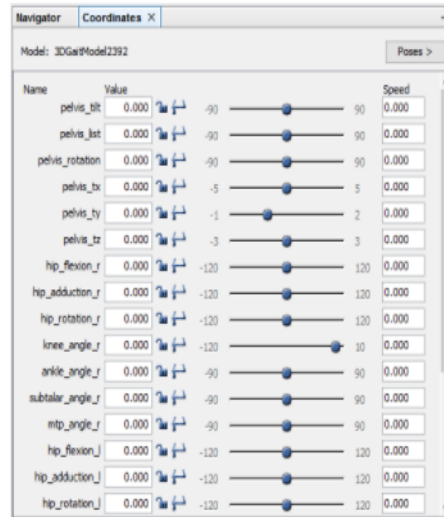 Navigator Coordinates ×
Model: 3DGaitModel2392 Poses >
Name Value Speed
pelvis_tilt 0.000 -90 90 0.000
pelvis_list 0.000 -90 90 0.000
pelvis_rotation 0.000 -90 90 0.000
pelvis_tx 0.000 -5 5 0.000
pelvis_ty 0.000 -1 2 0.000
pelvis_tz 0.000 -3 3 0.000
hip_flexion_r 0.000 -120 120 0.000
hip_adduction_r 0.000 -120 120 0.000
hip_rotation_r 0.000 -120 120 0.000
knee_angle_r 0.000 -120 10 0.000
ankle_angle_r 0.000 -90 90 0.000
subtalar_angle_r 0.000 -90 90 0.000
mtp_angle_r 0.000 -90 90 0.000
hip_flexion_l 0.000 -120 120 0.000
hip_adduction_l 0.000 -120 120 0.000
hip_rotation_l 0.000 -120 120 0.000